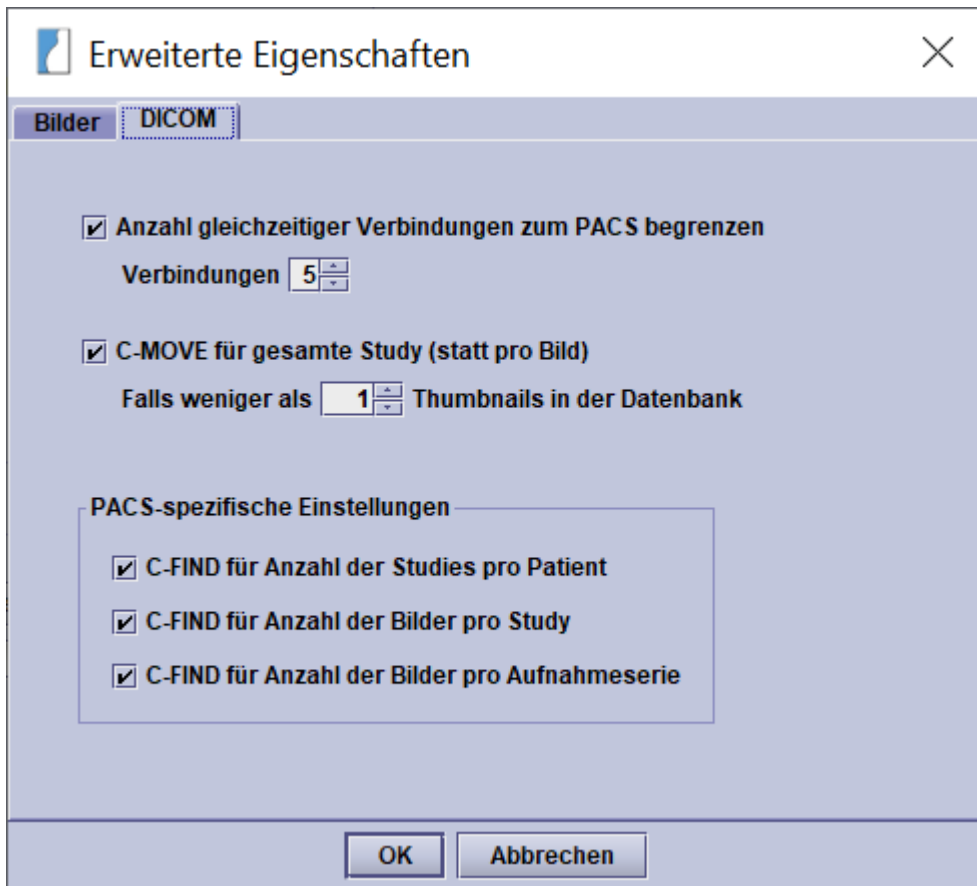 Erweiterte Eigenschaften
Bilder DICOM
Anzahl gleichzeitiger Verbindungen zum PACS begrenzen
Verbindungen 5
C-MOVE für gesamte Study (statt pro Bild)
Falls weniger als 1 Thumbnails in der Datenbank
PACS-spezifische Einstellungen
C-FIND für Anzahl der Studies pro Patient
C-FIND für Anzahl der Bilder pro Study
C-FIND für Anzahl der Bilder pro Aufnahmeserie
OK Abbrechen